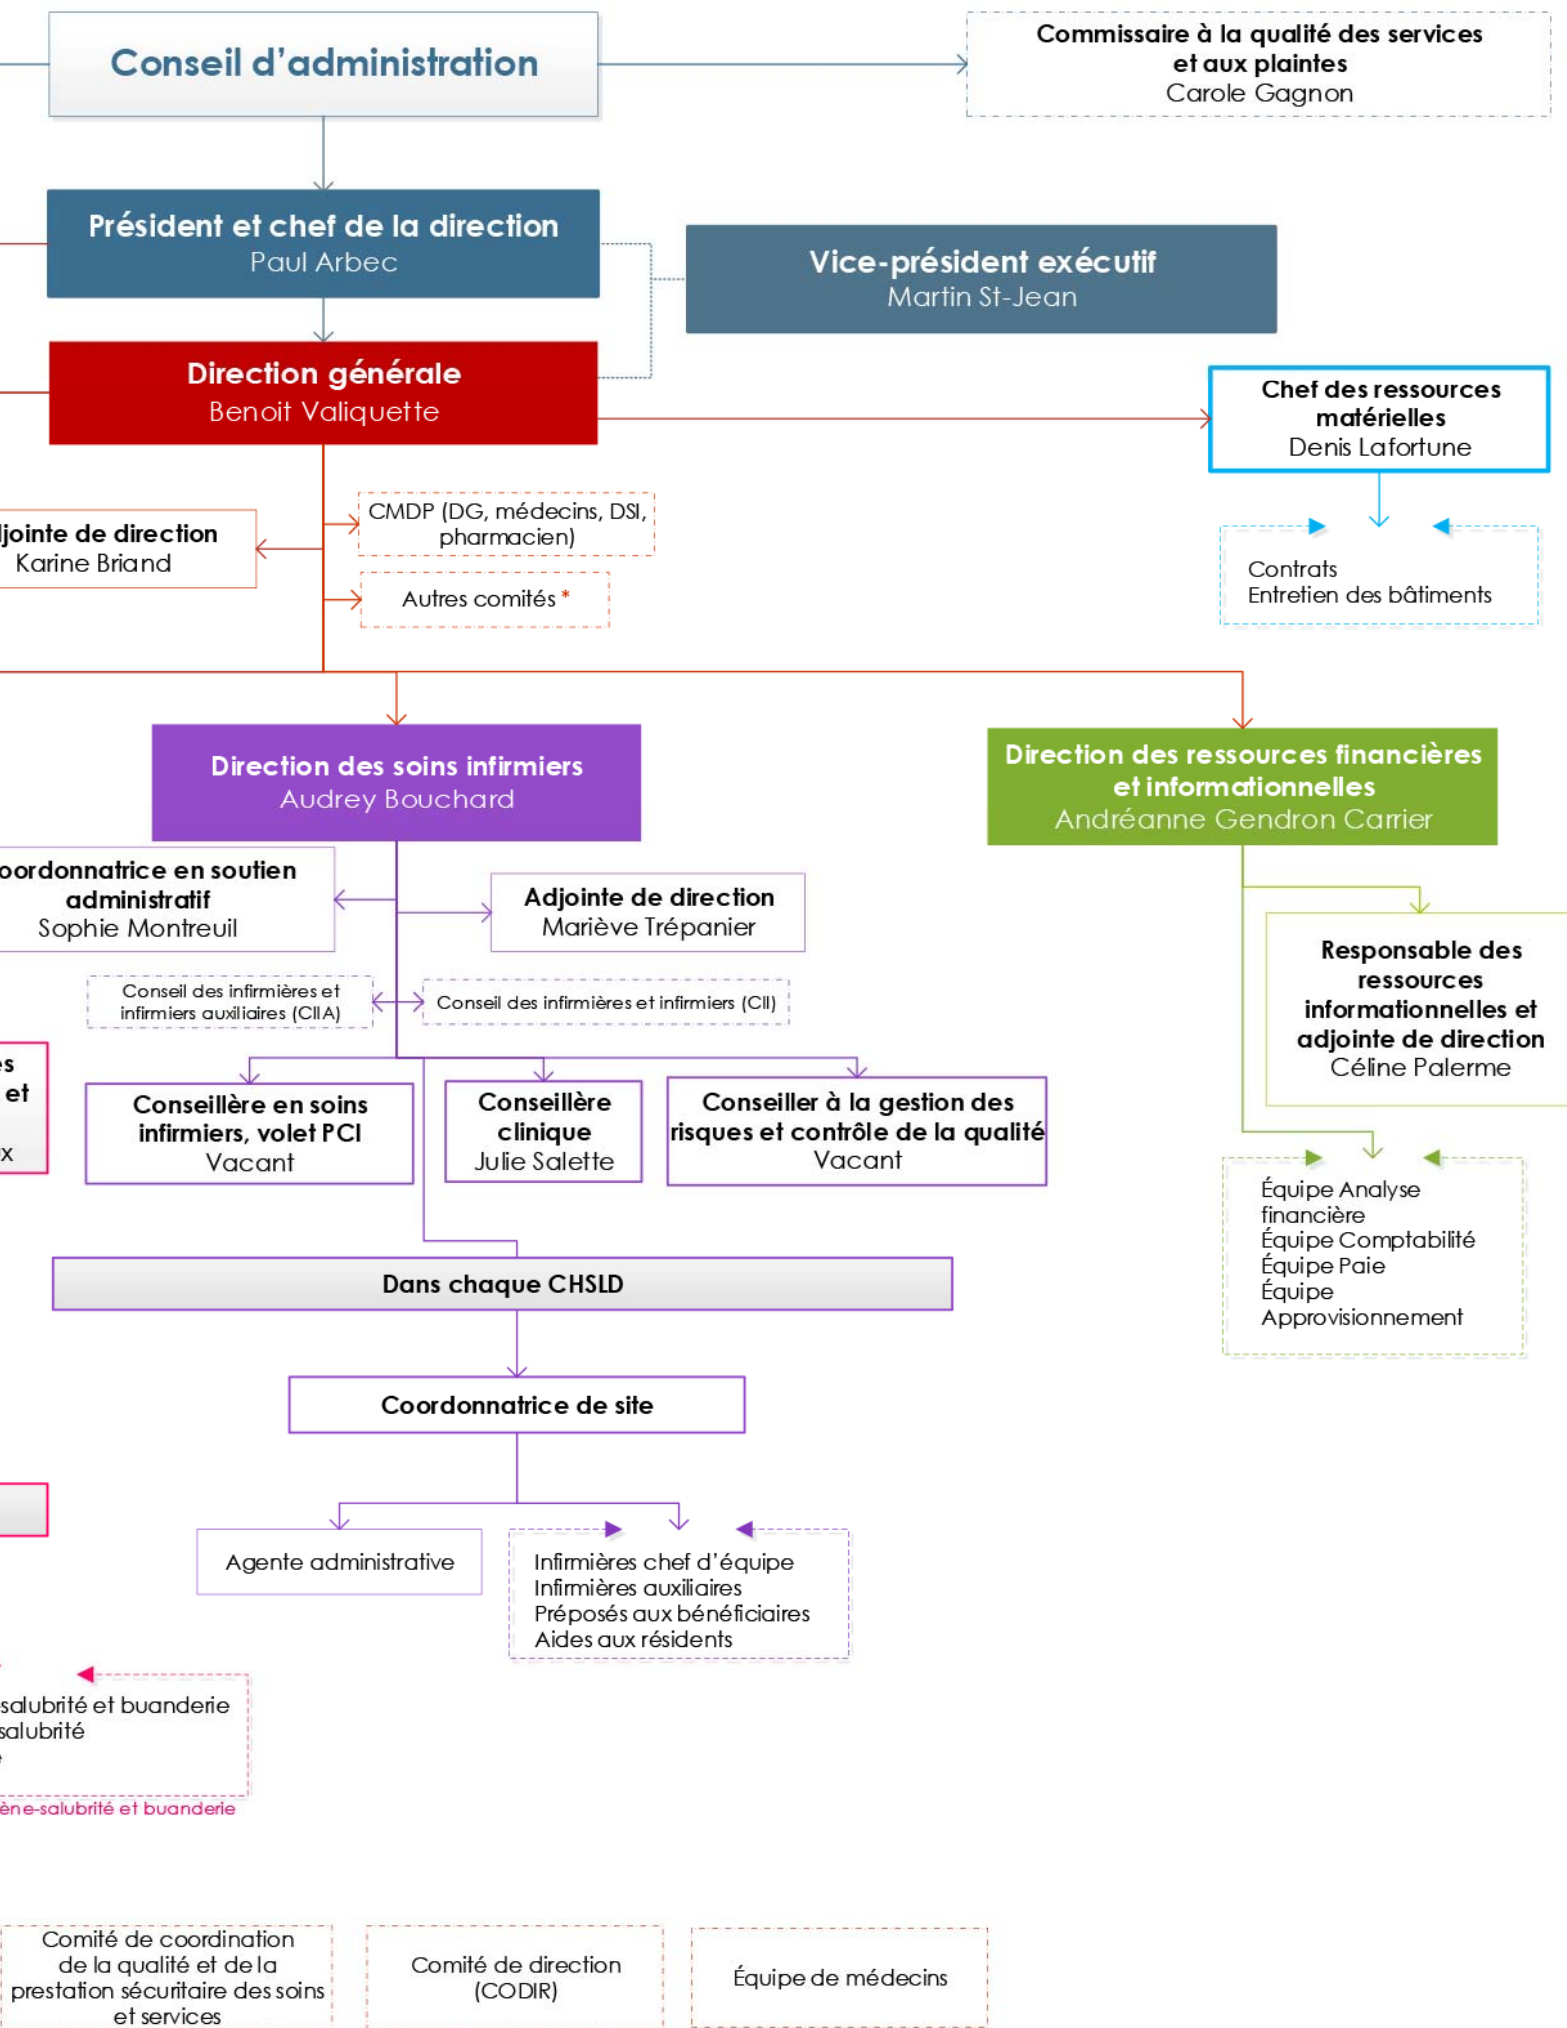 Conseil d'administration
Commissaire à la qualité des services
et aux plaintes
Carole Gagnon
Président et chef de la direction
Paul Arbec
Vice-président exécutif
Martin St-Jean
Direction générale
Benoit Valiquette
Chef des ressources
matérielles
Denis Lafortune
Contrats
Entretien des bâtiments
jointe de direction
Karine Briand
CMDP (DG, médecins, DSI,
pharmacien)
Autres comités *
Direction des soins infirmiers
Audrey Bouchard
Direction des ressources financières
et informationnelles
Andréanne Gendron Carrier
oordonnatrice en soutien
administratif
Sophie Montreuil
Adjointe de direction
Mariève Trépanier
Conseil des infirmières et
infirmiers auxiliaires (CIIA)
Conseil des infirmières et infirmiers (CII)
Responsable des
ressources
informationnelles et
adjointe de direction
Céline Palerme
s
et
x
Conseillère en soins
infirmiers, volet PCI
Vacant
Conseillère
clinique
Julie Salette
Conseiller à la gestion des
risques et contrôle de la qualité
Vacant
Équipe Analyse
financière
Équipe Comptabilité
Équipe Paie
Équipe
Approvisionnement
Dans chaque CHSLD
Coordonnatrice de site
Agente administrative
Infirmières chef d'équipe
Infirmières auxiliaires
Préposés aux bénéficiaires
Aides aux résidents
salubrité et buanderie
salubrité
ène-salubrité et buanderie
Comité de coordination
de la qualité et de la
prestation sécuritaire des soins
et services
Comité de direction
(CODIR)
Équipe de médecins